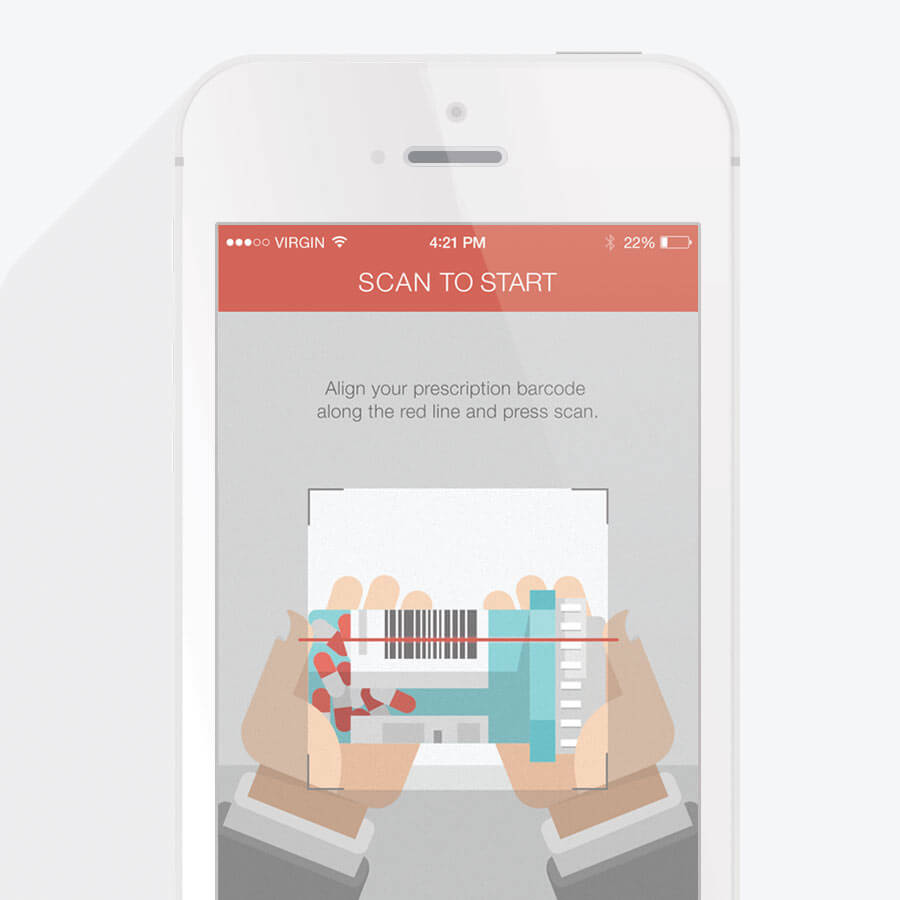 VIRGIN 4:21 PM 22%
SCAN TO START
Align your prescription barcode
along the red line and press scan.